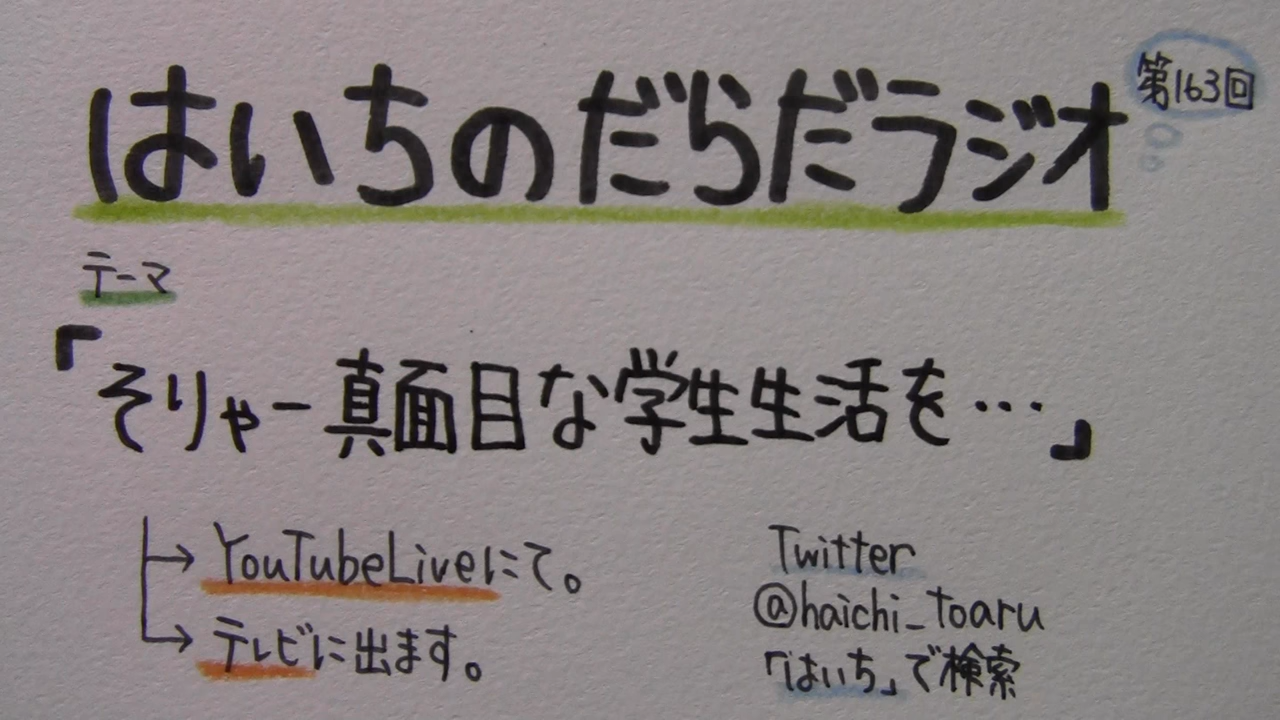 はいちのだらだラジオ
第163回
テーマ
「そりゃー真面目な学生生活を…」
YouTubeLiveにて。
テレビに出ます。
Twitter
@haichi_toaru
「はいち」で検索